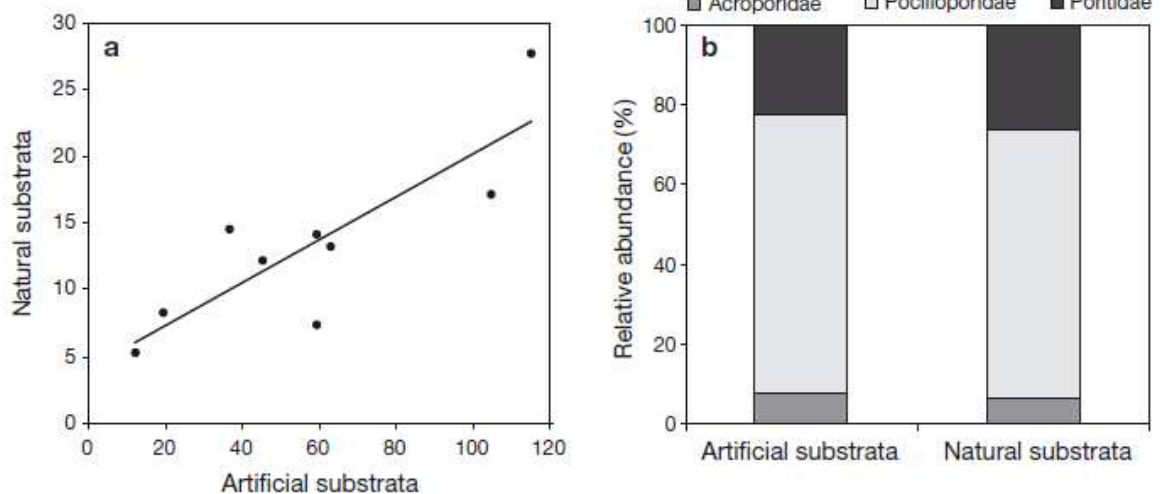 a
30
25
20
15
10
5
0
Natural substrata
0 20 40 60 80 100 120
Artificial substrata
Acroporidae Pocilloporidae Poritidae
b
100
80
60
40
20
0
Relative abundance (%)
Artificial substrata Natural substrata